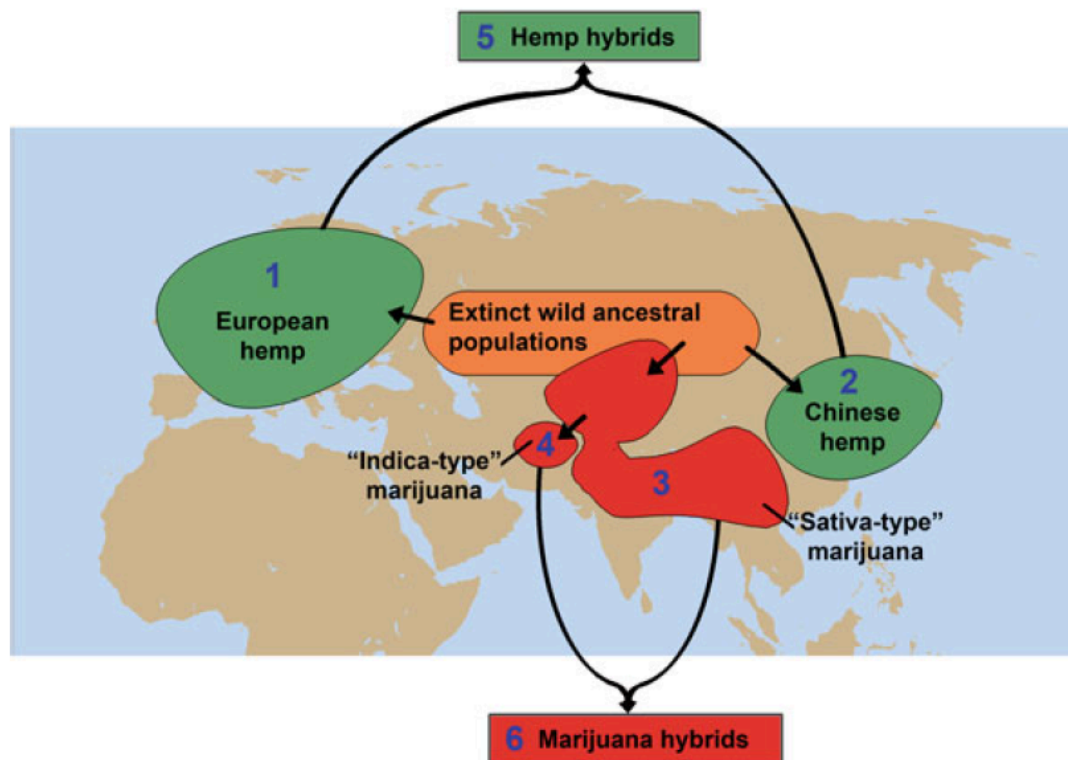 5 Hemp hybrids
1
European
hemp
Extinct wild ancestral
populations
2
Chinese
hemp
“Indica-type”
marijuana
4
3
“Sativa-type”
marijuana
6 Marijuana hybrids